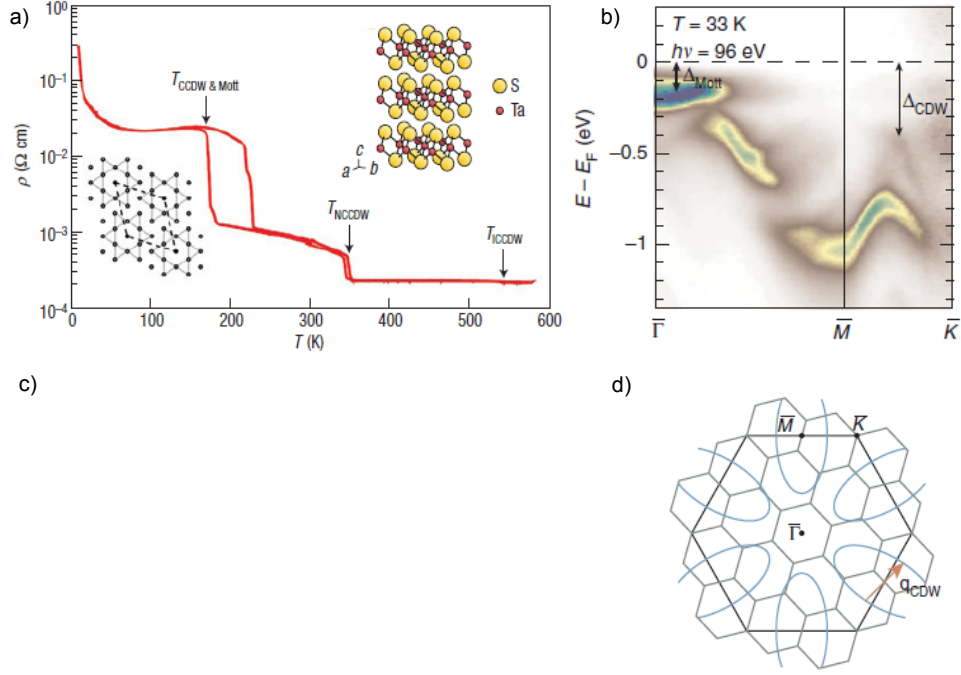 a)
10⁻¹
10⁻²
10⁻³
10⁻⁴
ρ (Ω cm)
0
100
200
300
400
500
600
T (K)
T_CCDW & Mott
T_NCCDW
T_ICCDW
S
Ta
c
a
b
b)
T = 33 K
hν = 96 eV
Δ_Mott
Δ_CDW
0
−0.5
−1
E − E_F (eV)
Γ̅
M̅
K̅
c)
d)
M̅
K̅
Γ̅
q_CDW